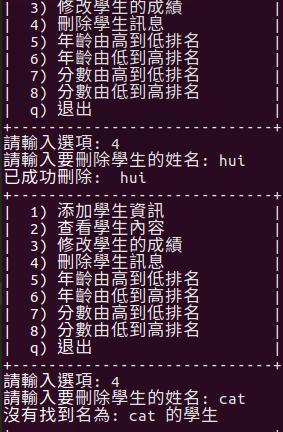 |  3) 修改學生的成績  |
|  4) 刪除學生訊息  |
|  5) 年齡由高到低排名  |
|  6) 年齡由低到高排名  |
|  7) 分數由高到低排名  |
|  8) 分數由低到高排名  |
|  q) 退出  |
+------------------------------+
請輸入選項: 4
請輸入要刪除學生的姓名: hui
已成功刪除:  hui
+------------------------------+
|  1) 添加學生資訊  |
|  2) 查看學生內容  |
|  3) 修改學生的成績  |
|  4) 刪除學生訊息  |
|  5) 年齡由高到低排名  |
|  6) 年齡由低到高排名  |
|  7) 分數由高到低排名  |
|  8) 分數由低到高排名  |
|  q) 退出  |
+------------------------------+
請輸入選項: 4
請輸入要刪除學生的姓名: cat
沒有找到名為: cat 的學生